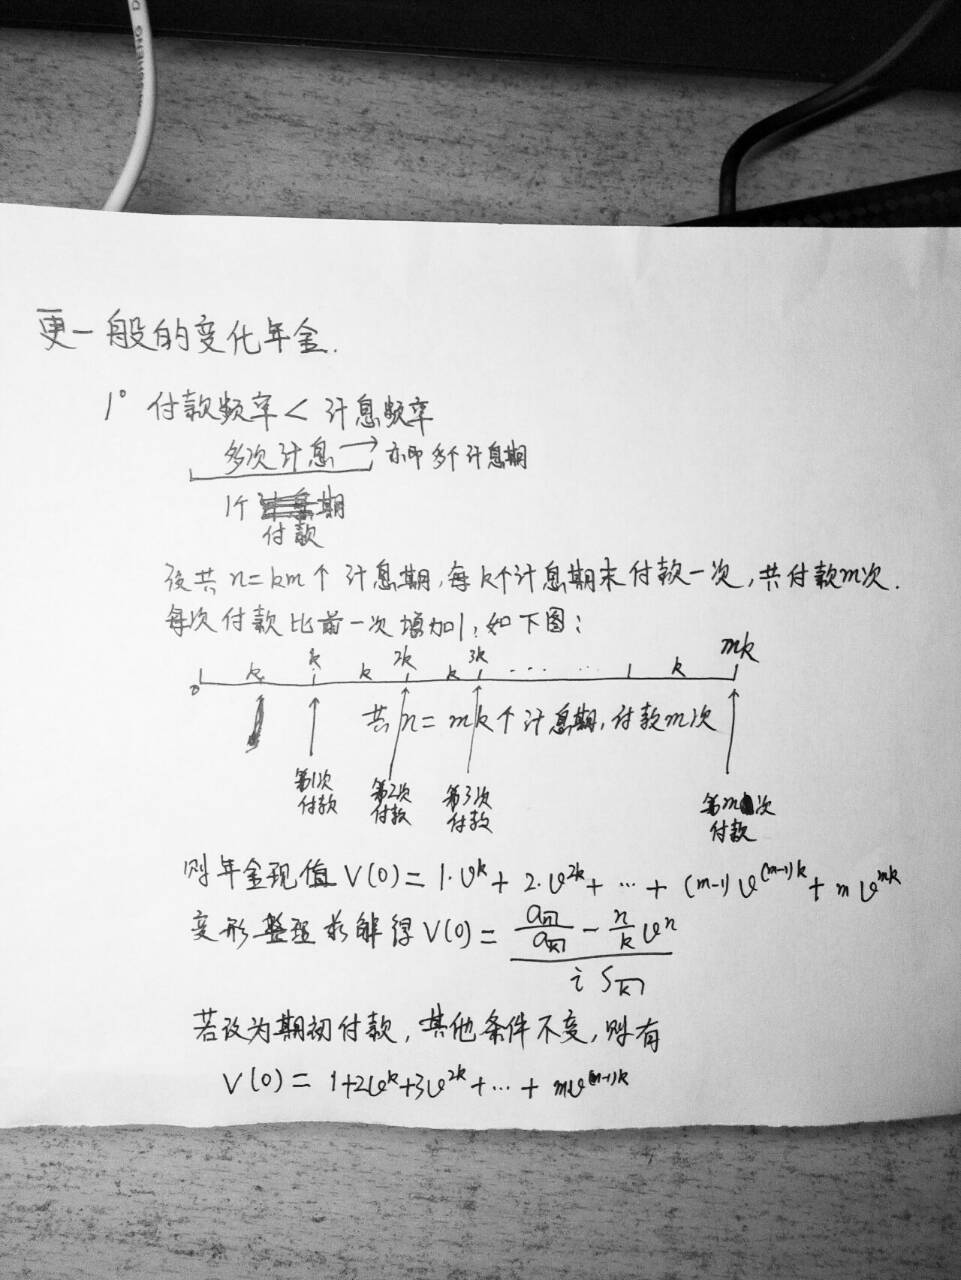 更一般的变化年金.
1° 付款频率 < 计息频率
多次计息 → 亦即多个计息期
1个 期
付款
设共 n=km 个计息期,每k个计息期末付款一次,共付款m次.
每次付款比前一次增加1,如下图:
0 k k k 2k k 3k ...... k mk
共 n=mk个计息期,付款m次
第1次付款 第2次付款 第3次付款 第m次付款
则年金现值 V(0)=1·v^k+2·v^{2k}+…+(m-1)v^{(m-1)k}+mv^{mk}
变形整理求解得 V(0)=\frac{\frac{a_{\overline{n|}}}{a_{\overline{k|}}}-\frac{n}{k}v^n}{i s_{\overline{k|}}}
若改为期初付款,其他条件不变,则有
V(0)=1+2v^k+3v^{2k}+…+mv^{(m-1)k}